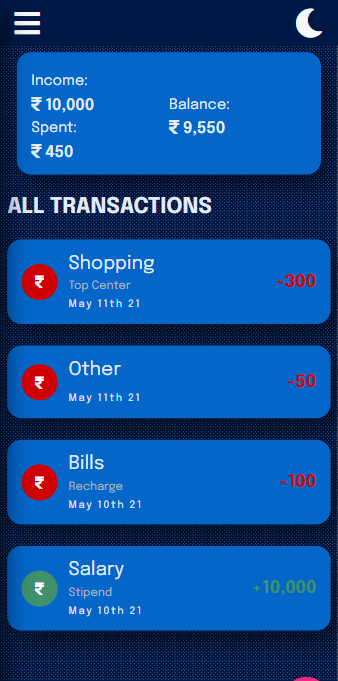 Income:
₹ 10,000
Spent:
₹ 450
Balance:
₹ 9,550
ALL TRANSACTIONS
₹
Shopping
Top Center
May 11th 21
-300
₹
Other
May 11th 21
-50
₹
Bills
Recharge
May 10th 21
-100
₹
Salary
Stipend
May 10th 21
+10,000